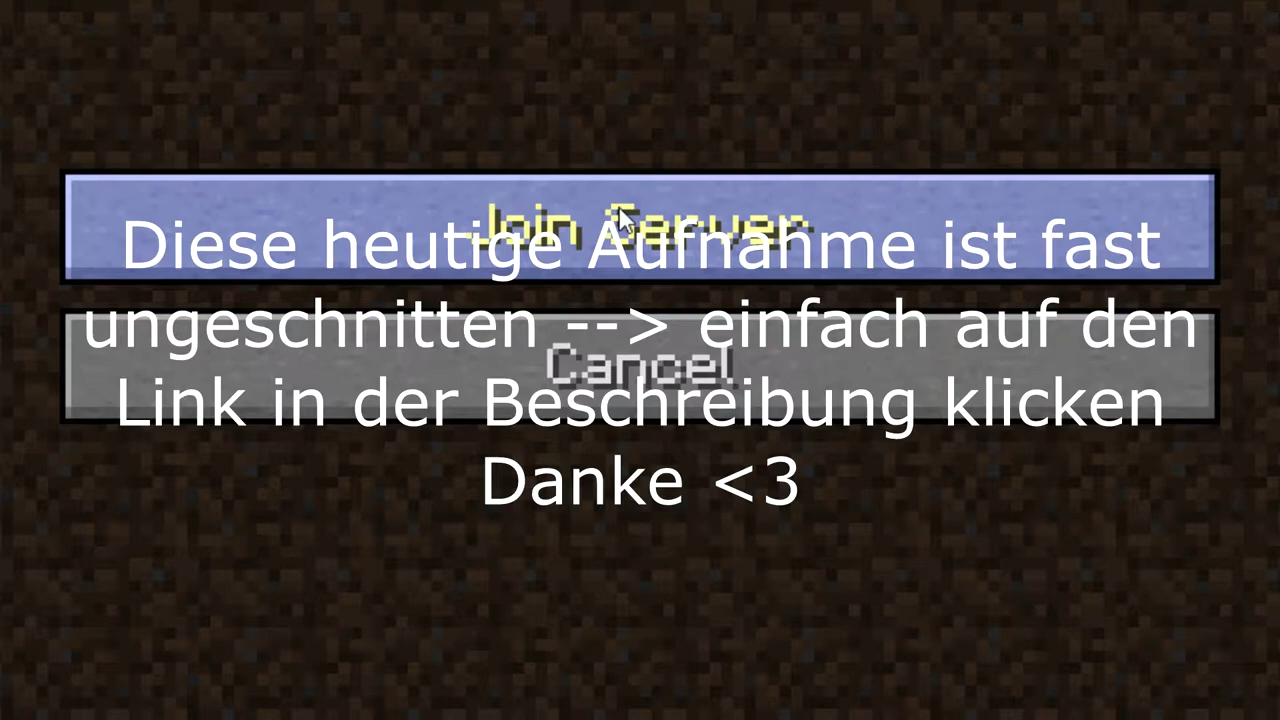 Join Server
Diese heutige Aufnahme ist fast
ungeschnitten --> einfach auf den
Cancel
Link in der Beschreibung klicken
Danke <3